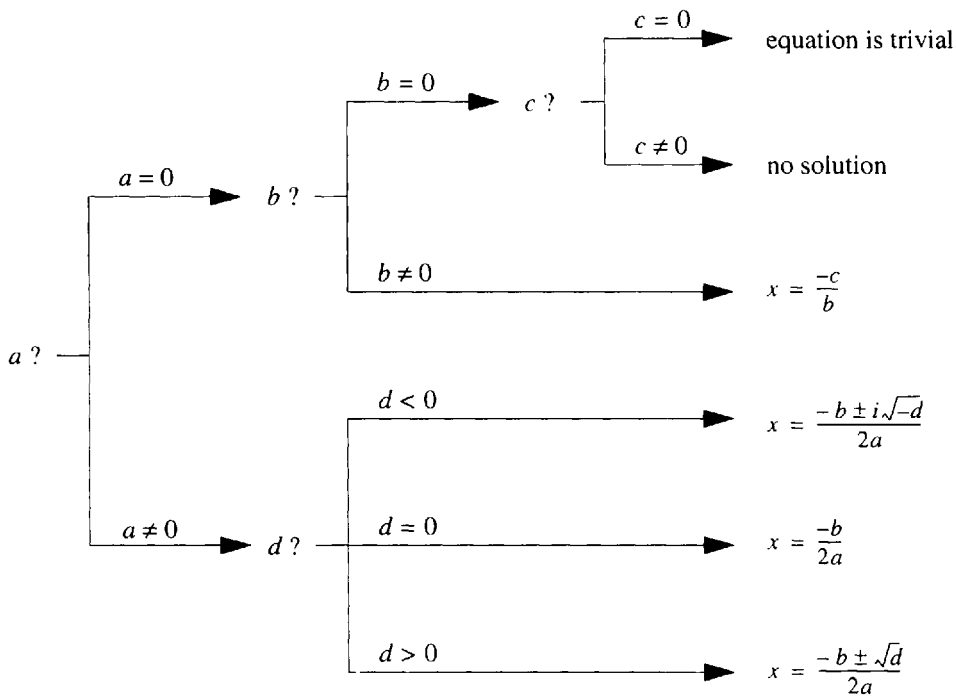 c = 0
equation is trivial
b = 0
c ?
c ≠ 0
no solution
a = 0
b ?
b ≠ 0
x = -c/b
a ?
d < 0
x = (-b ± i√-d)/2a
a ≠ 0
d ?
d = 0
x = -b/2a
d > 0
x = (-b ± √d)/2a